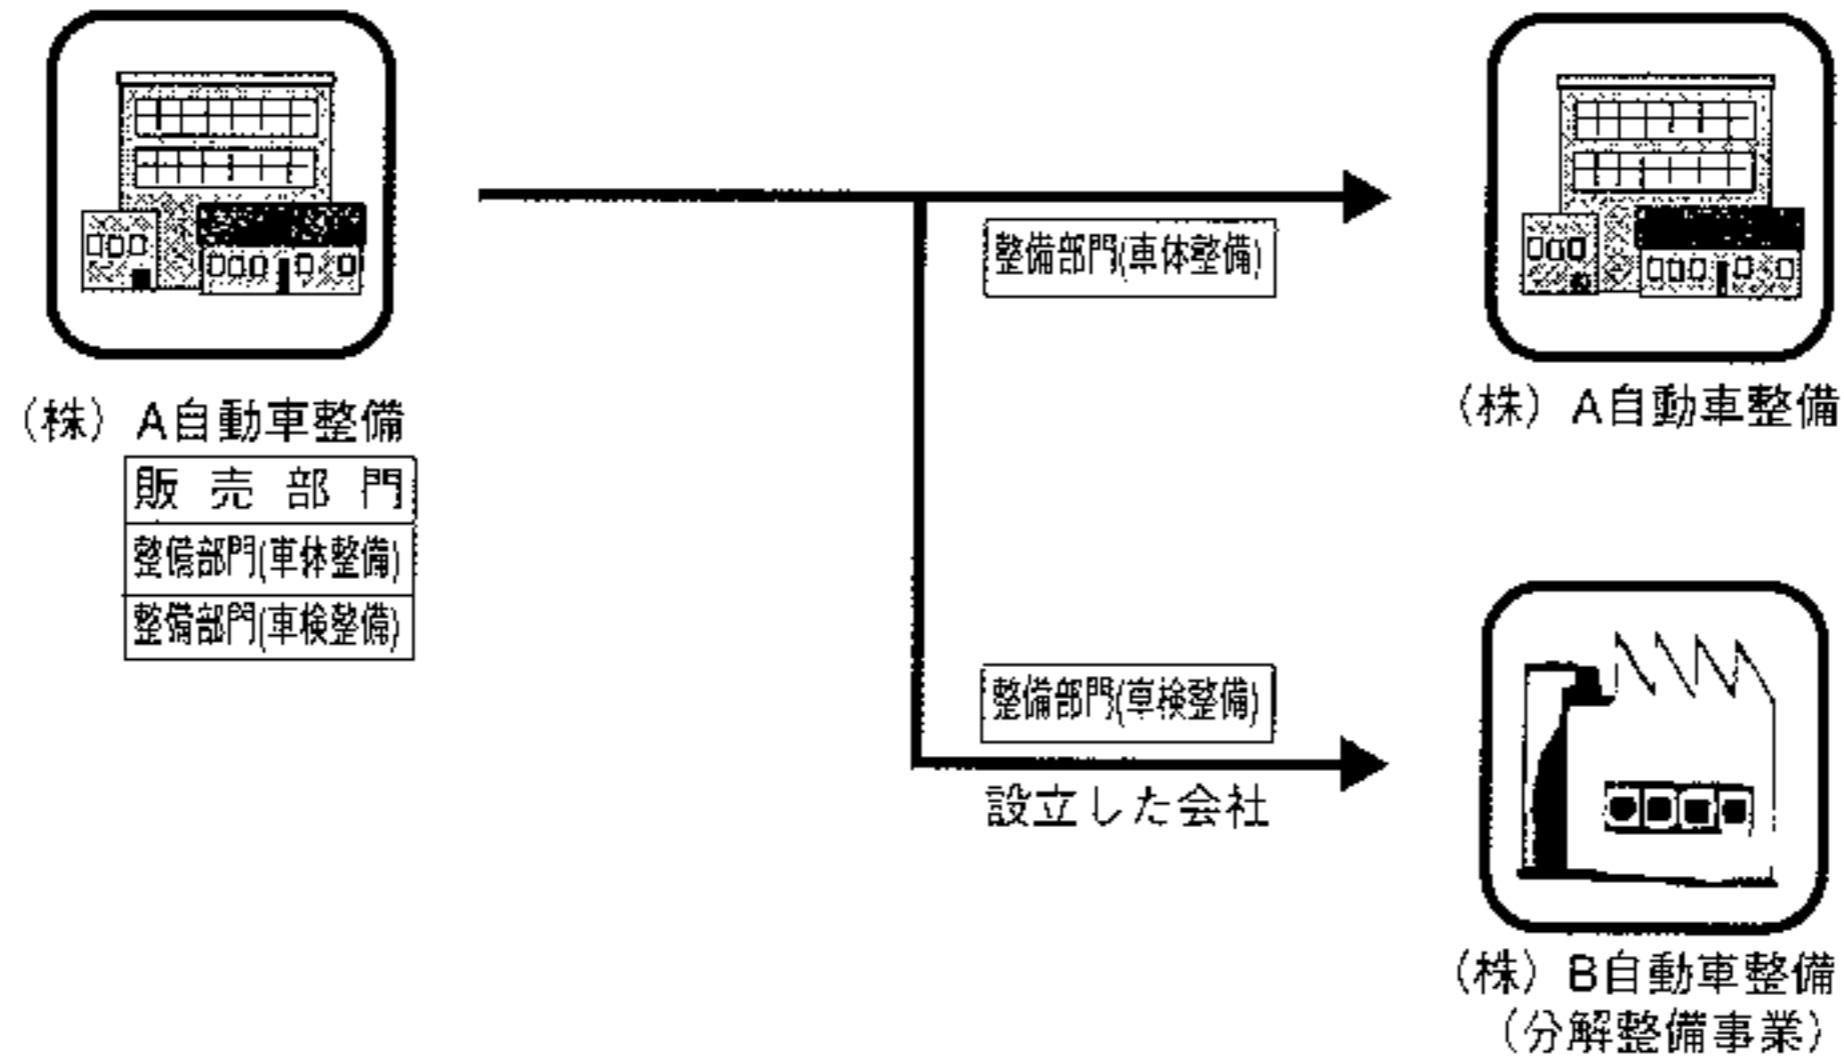 (株) A自動車整備
販売部門
整備部門(車体整備)
整備部門(車検整備)
整備部門(車体整備)
(株) A自動車整備
整備部門(車検整備)
設立した会社
(株) B自動車整備
(分解整備事業)